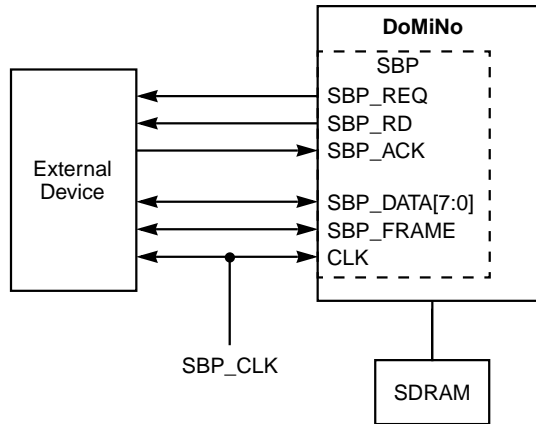 DoMiNo
SBP
SBP_REQ
SBP_RD
SBP_ACK
External
Device
SBP_DATA[7:0]
SBP_FRAME
CLK
SBP_CLK
SDRAM